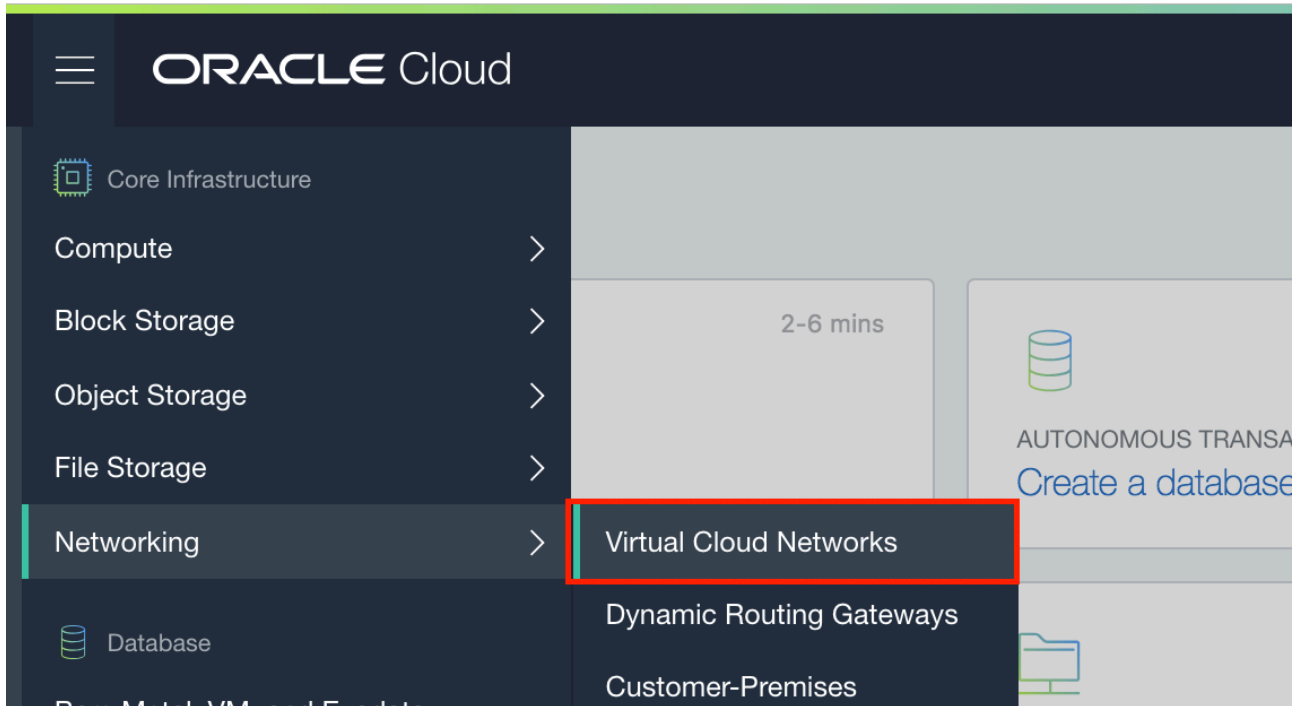 ORACLE Cloud
Core Infrastructure
Compute
Block Storage
Object Storage
File Storage
Networking
Database
2-6 mins
AUTONOMOUS TRANSA
Create a database
Virtual Cloud Networks
Dynamic Routing Gateways
Customer-Premises